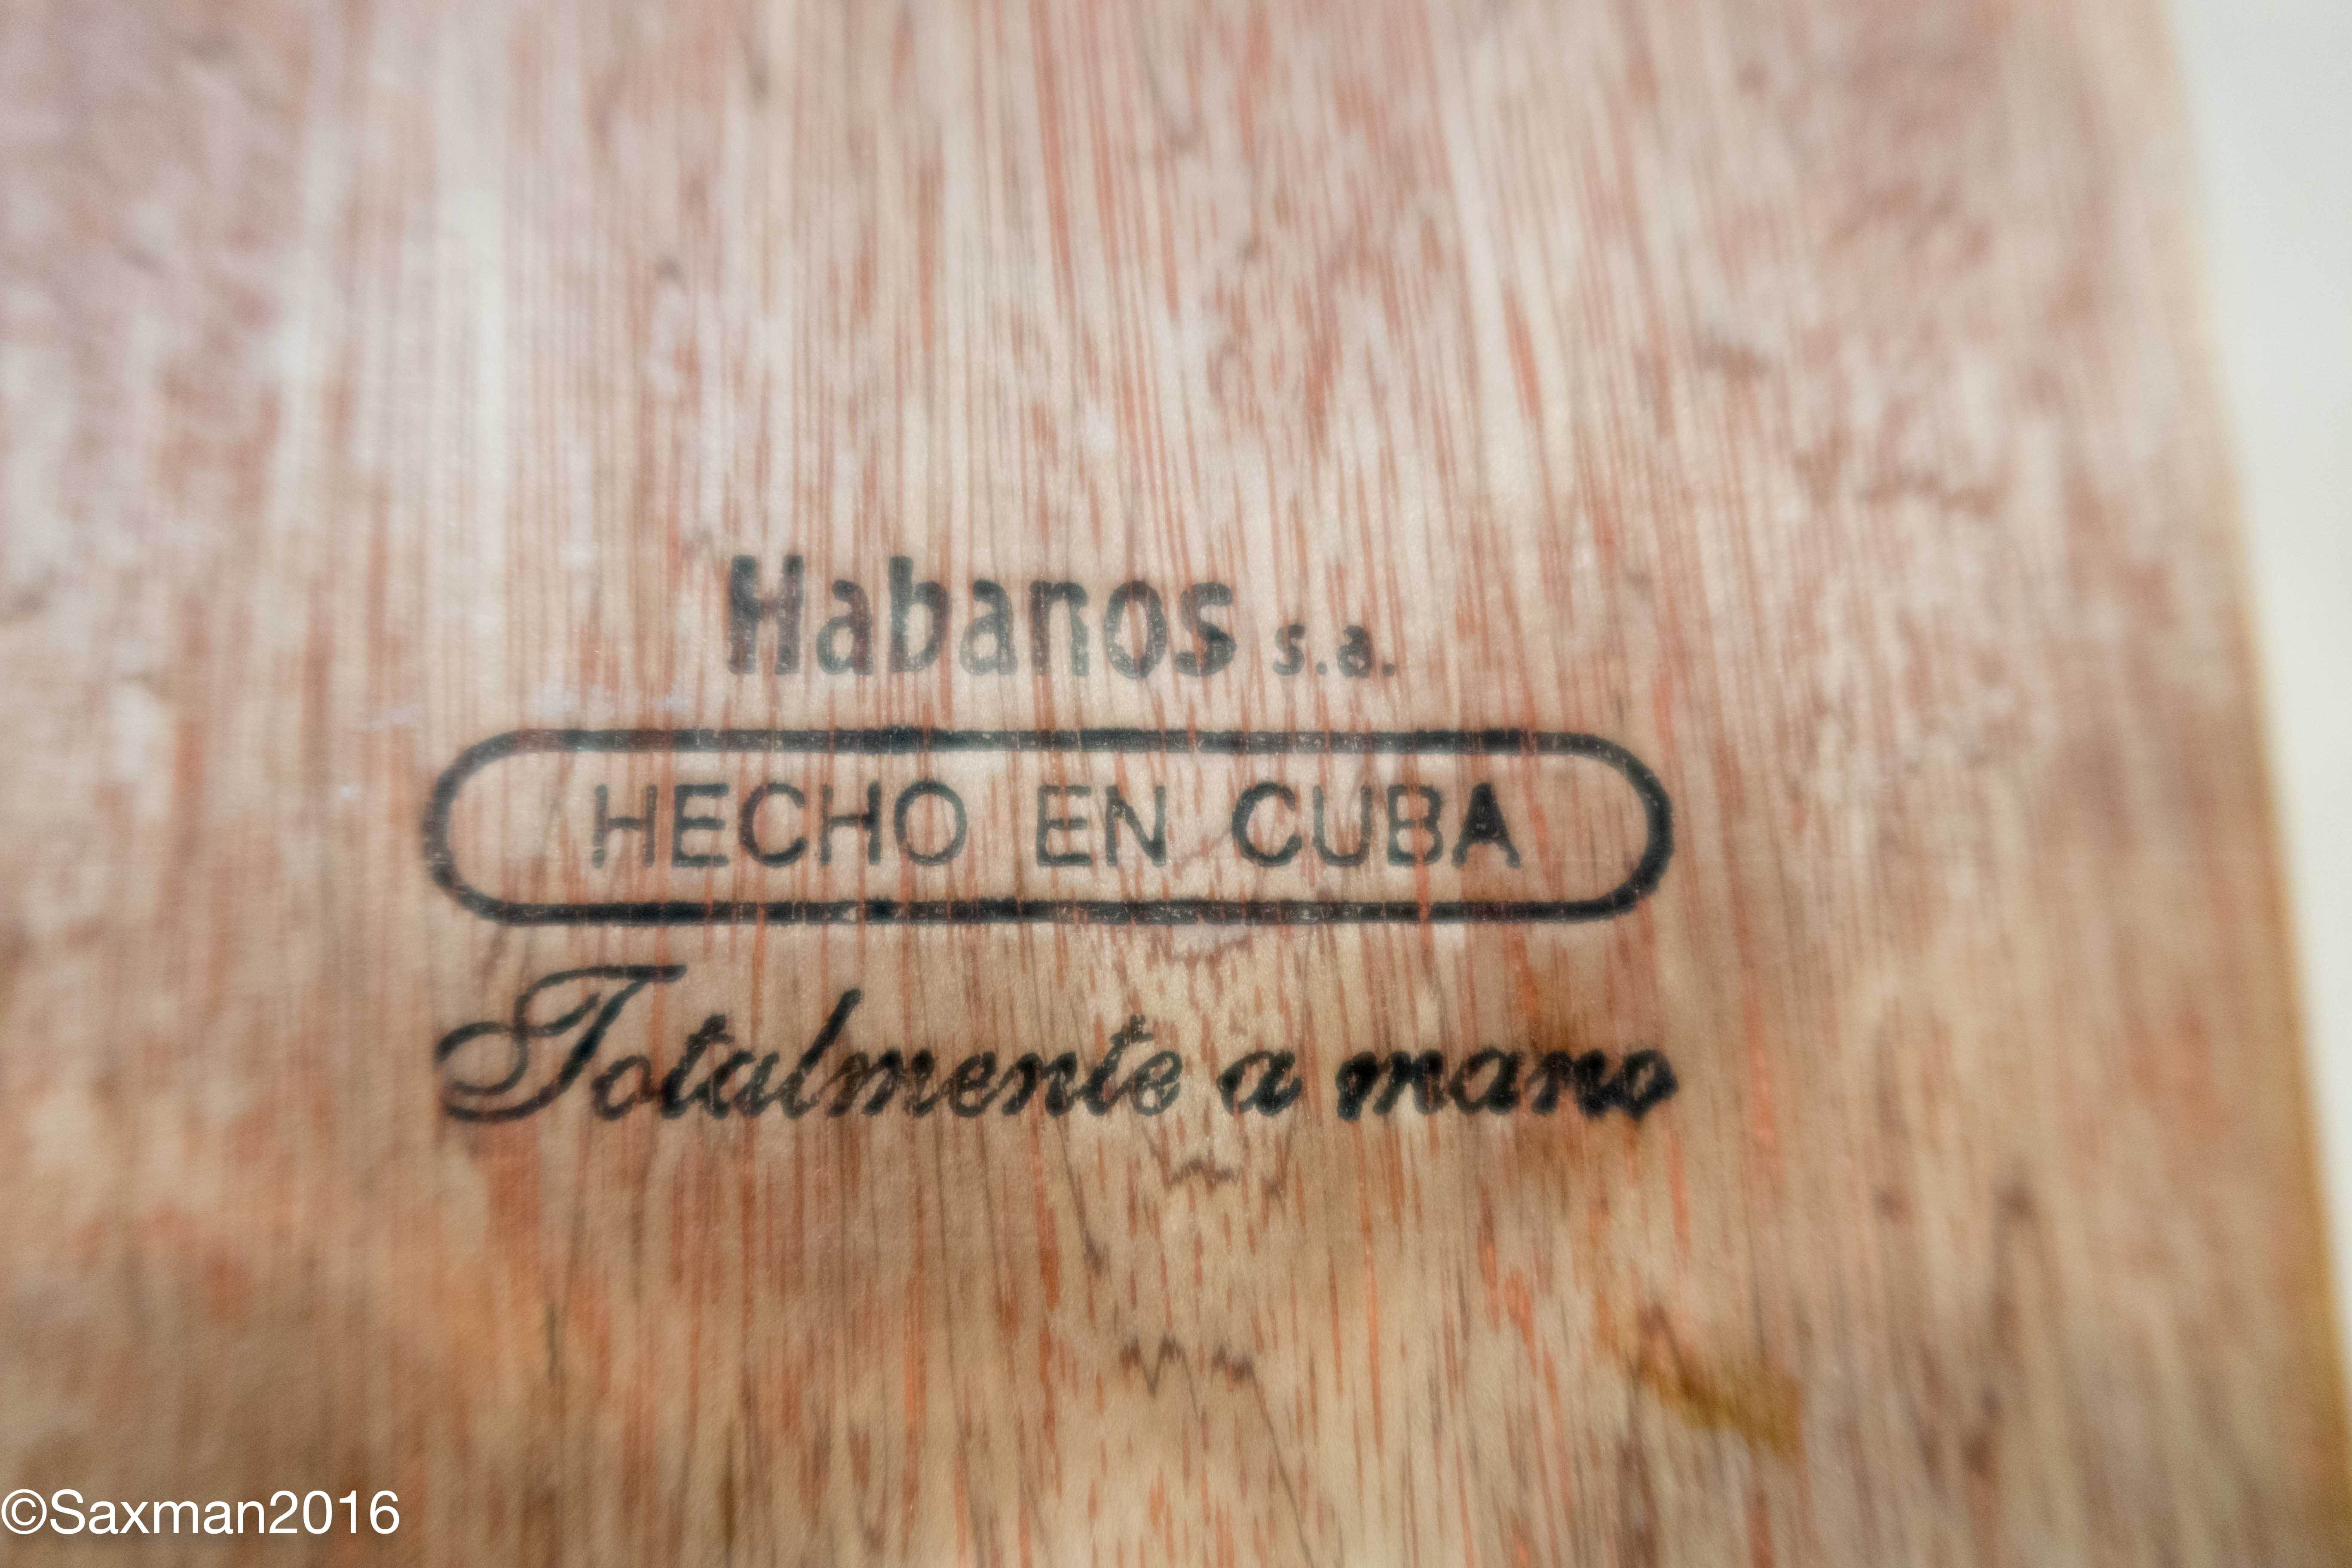 Habanos s.a.
HECHO EN CUBA
Totalmente a mano
©Saxman2016